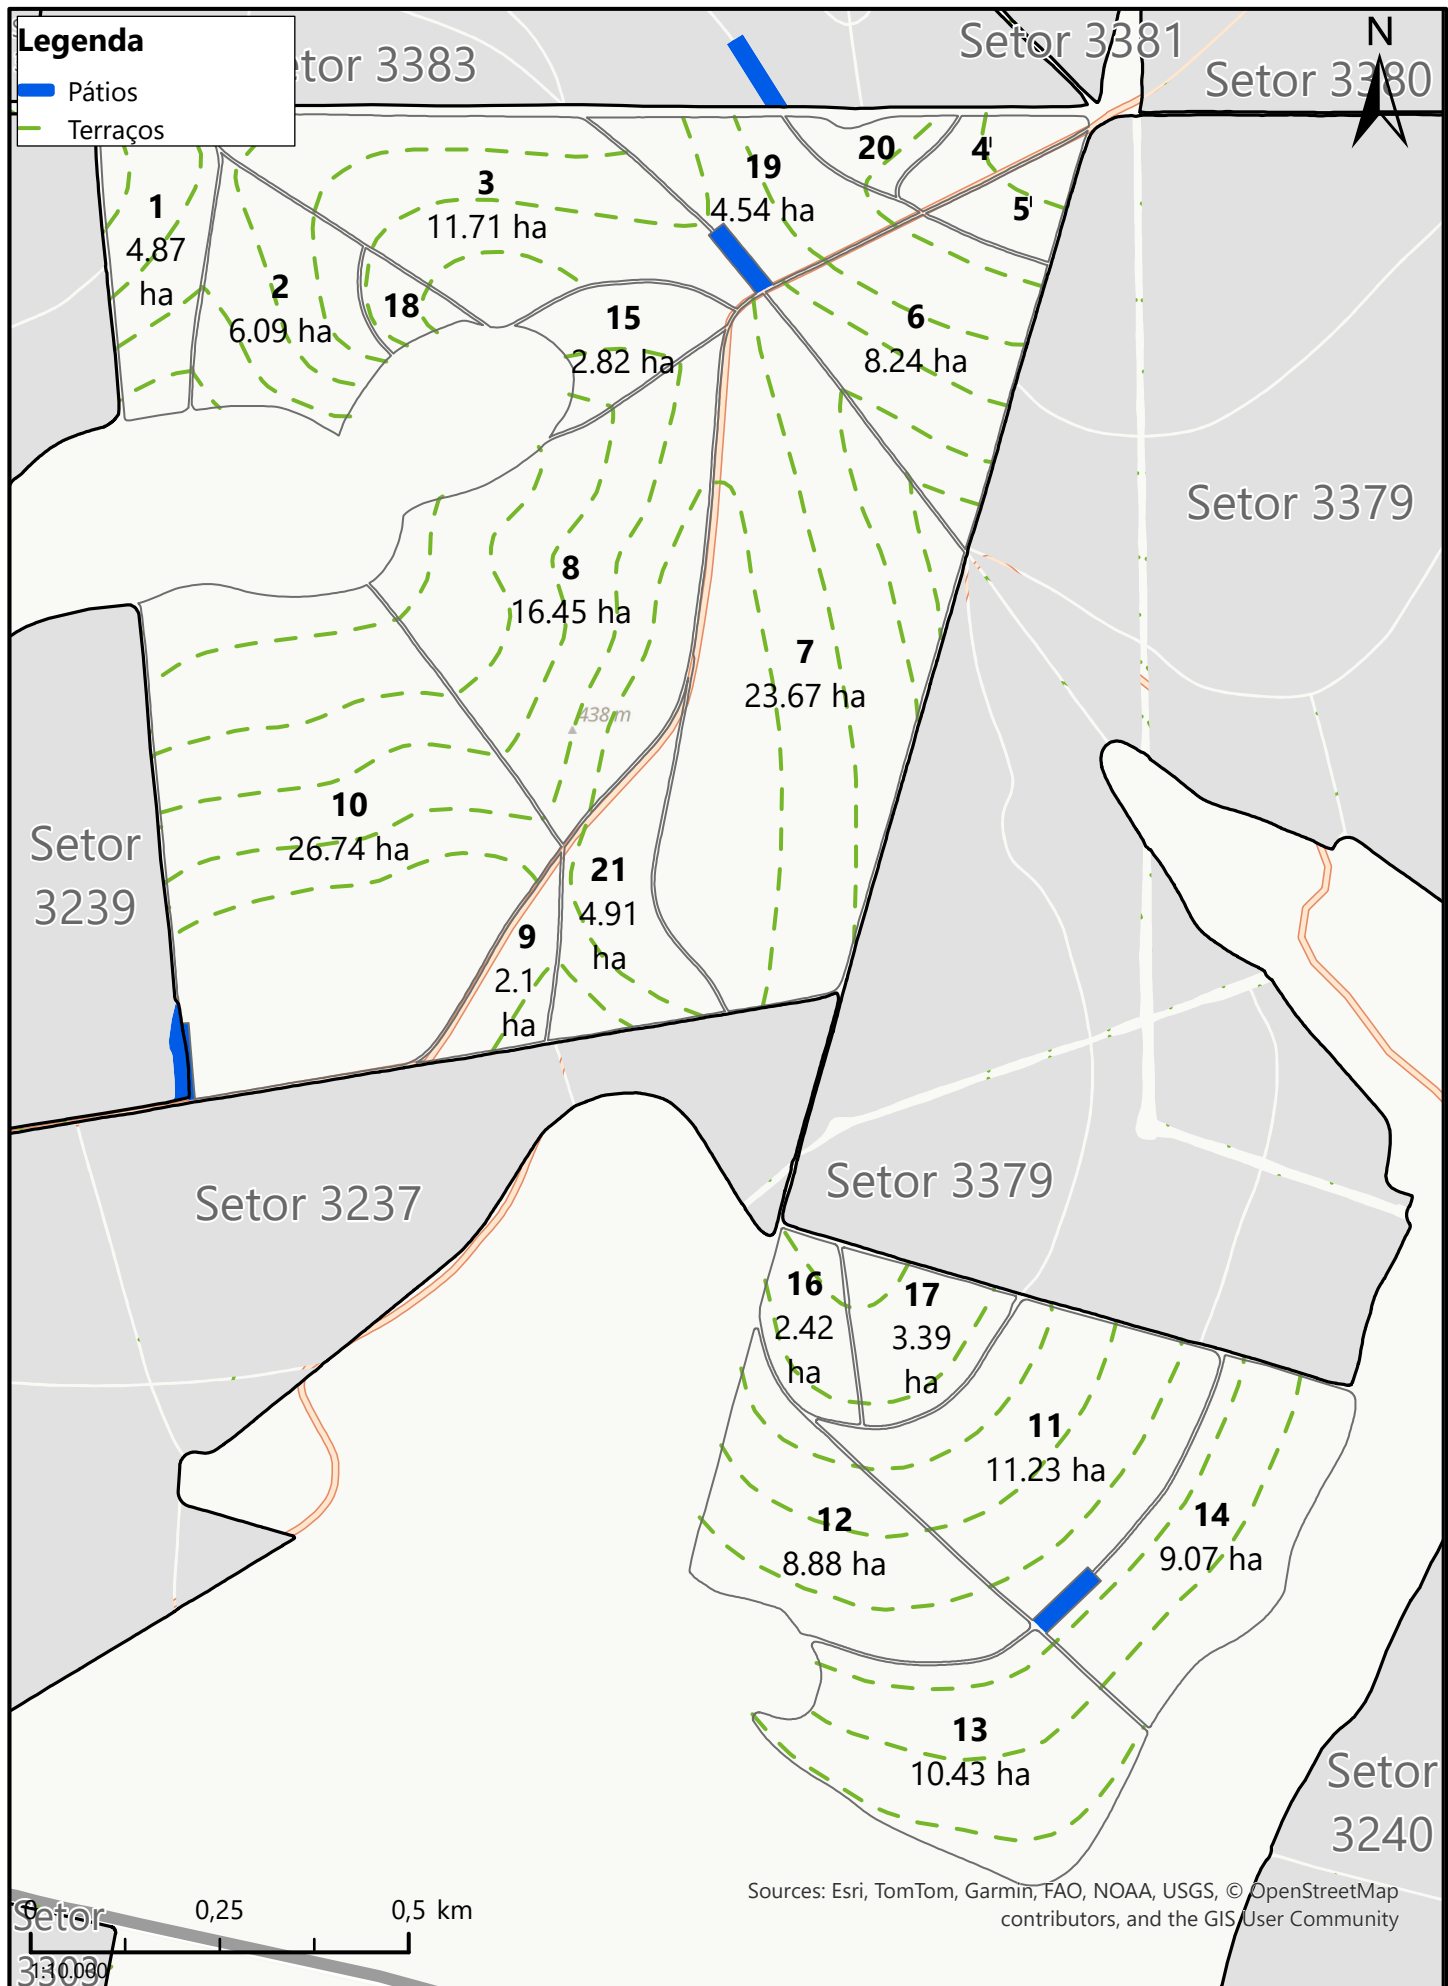 Legenda
Pátios
Terraços
etor 3383
Setor 3381
Setor 3380
N
1
4.87
ha
2
6.09 ha
3
11.71 ha
18
19
4.54 ha
20
4
5
15
2.82 ha
6
8.24 ha
Setor 3379
8
16.45 ha
7
23.67 ha
438 m
10
26.74 ha
Setor
3239
21
4.91
ha
9
2.1
ha
Setor 3237
Setor 3379
16
2.42
ha
17
3.39
ha
11
11.23 ha
12
8.88 ha
14
9.07 ha
13
10.43 ha
Setor
3240
Sources: Esri, TomTom, Garmin, FAO, NOAA, USGS, © OpenStreetMap
contributors, and the GIS User Community
0 0,25 0,5 km
Setor
3303
1:10.000